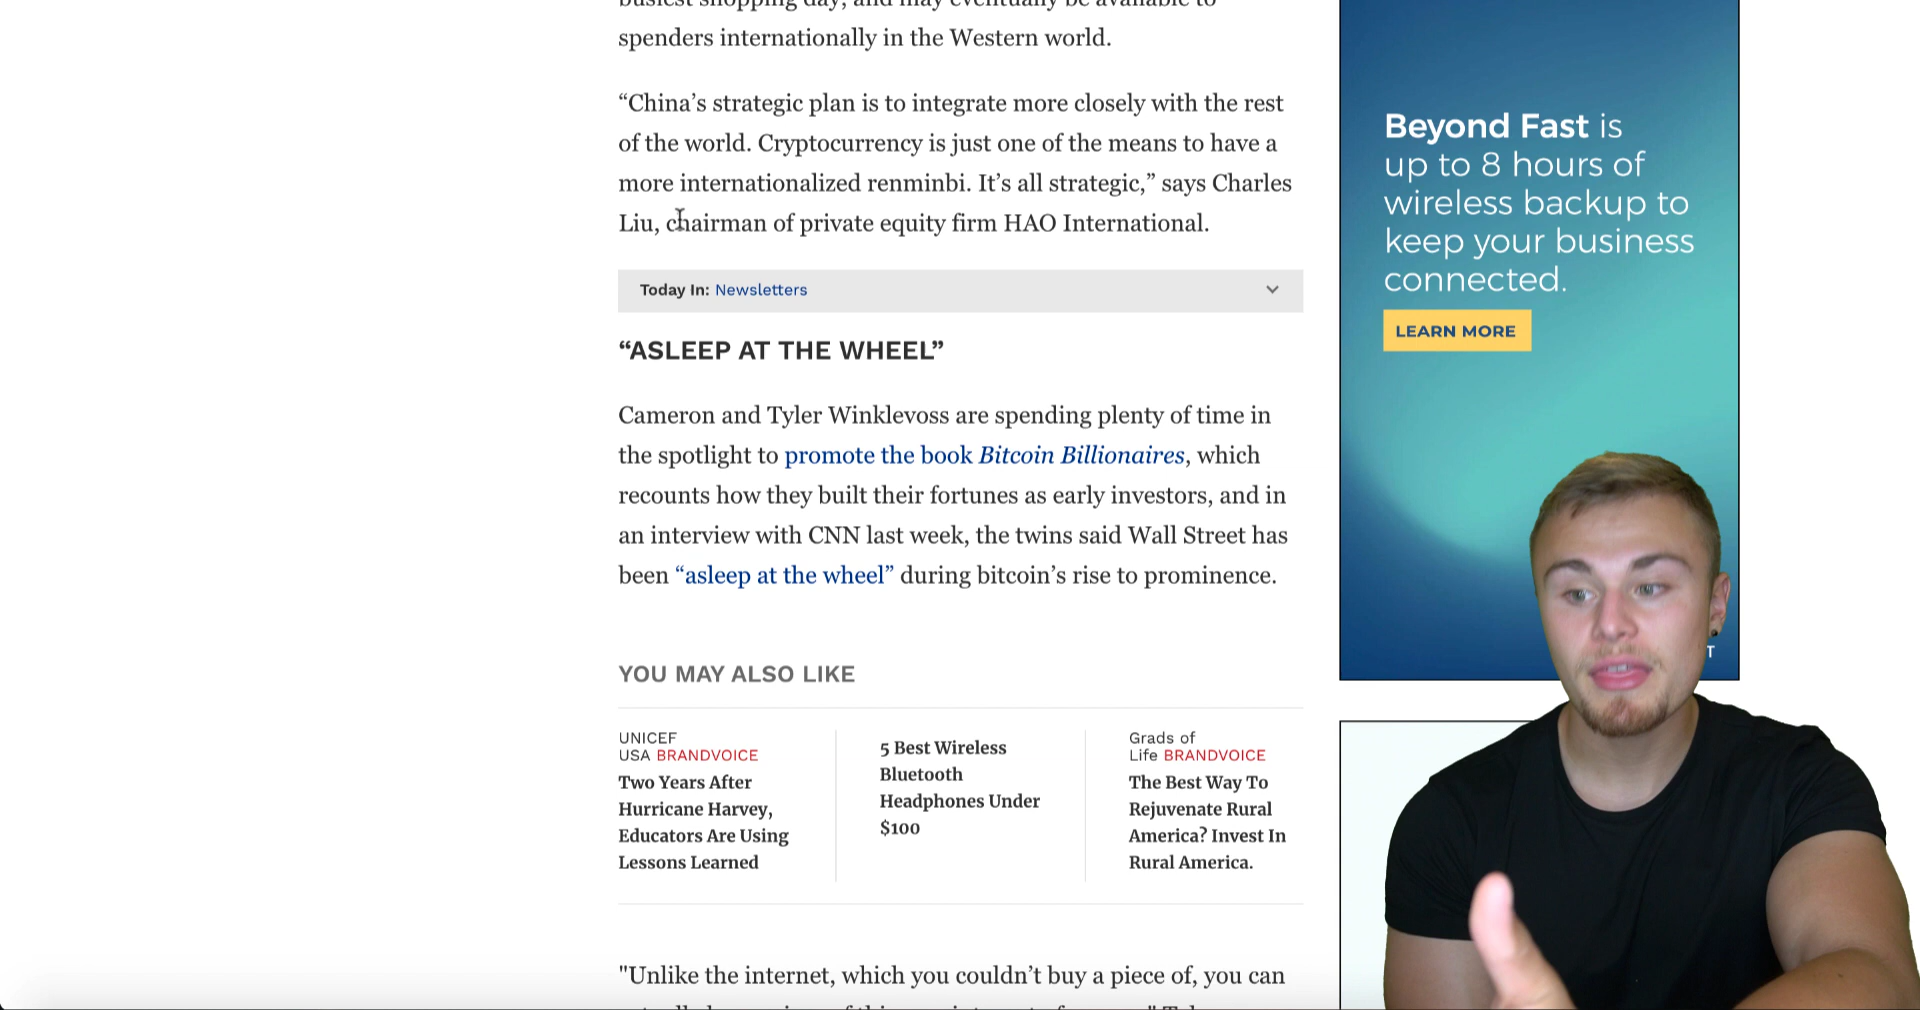 spenders internationally in the Western world.
“China’s strategic plan is to integrate more closely with the rest
of the world. Cryptocurrency is just one of the means to have a
more internationalized renminbi. It’s all strategic,” says Charles
Liu, chairman of private equity firm HAO International.
Today In: Newsletters
“ASLEEP AT THE WHEEL”
Cameron and Tyler Winklevoss are spending plenty of time in
the spotlight to promote the book Bitcoin Billionaires, which
recounts how they built their fortunes as early investors, and in
an interview with CNN last week, the twins said Wall Street has
been “asleep at the wheel” during bitcoin’s rise to prominence.
YOU MAY ALSO LIKE
UNICEF
USA BRANDVOICE
Two Years After
Hurricane Harvey,
Educators Are Using
Lessons Learned
5 Best Wireless
Bluetooth
Headphones Under
$100
Grads of
Life BRANDVOICE
The Best Way To
Rejuvenate Rural
America? Invest In
Rural America.
"Unlike the internet, which you couldn’t buy a piece of, you can
Beyond Fast is
up to 8 hours of
wireless backup to
keep your business
connected.
LEARN MORE
T